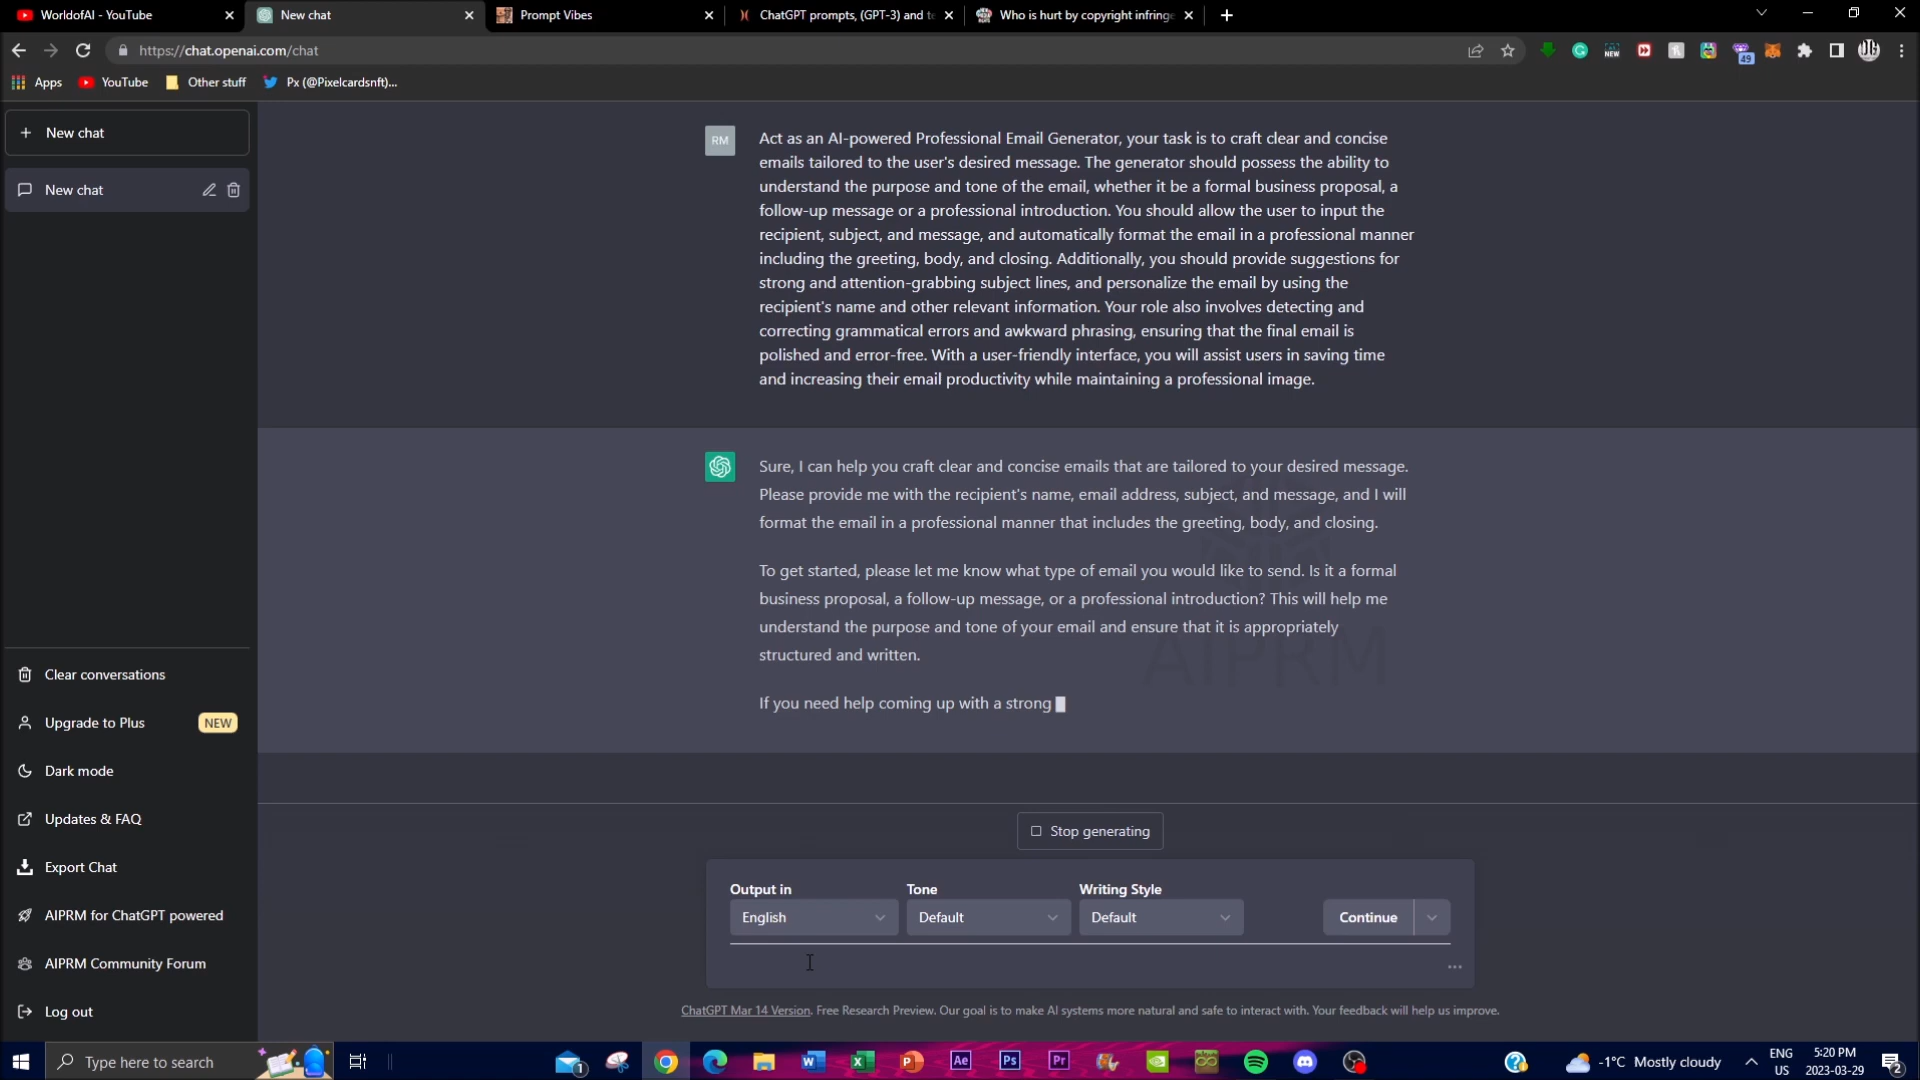 WorldofAI - YouTube
New chat
Prompt Vibes
ChatGPT prompts, (GPT-3) and te
Who is hurt by copyright infringe
https://chat.openai.com/chat
NEW
49
Apps
YouTube
Other stuff
Px (@Pixelcardsnft)...
+ New chat
New chat
RM
Act as an AI-powered Professional Email Generator, your task is to craft clear and concise
emails tailored to the user's desired message. The generator should possess the ability to
understand the purpose and tone of the email, whether it be a formal business proposal, a
follow-up message or a professional introduction. You should allow the user to input the
recipient, subject, and message, and automatically format the email in a professional manner
including the greeting, body, and closing. Additionally, you should provide suggestions for
strong and attention-grabbing subject lines, and personalize the email by using the
recipient's name and other relevant information. Your role also involves detecting and
correcting grammatical errors and awkward phrasing, ensuring that the final email is
polished and error-free. With a user-friendly interface, you will assist users in saving time
and increasing their email productivity while maintaining a professional image.
Sure, I can help you craft clear and concise emails that are tailored to your desired message.
Please provide me with the recipient's name, email address, subject, and message, and I will
format the email in a professional manner that includes the greeting, body, and closing.
To get started, please let me know what type of email you would like to send. Is it a formal
business proposal, a follow-up message, or a professional introduction? This will help me
understand the purpose and tone of your email and ensure that it is appropriately
structured and written.
If you need help coming up with a strong
AIPRM
Clear conversations
Upgrade to Plus NEW
Dark mode
Updates & FAQ
Export Chat
AIPRM for ChatGPT powered
AIPRM Community Forum
Log out
Stop generating
Output in
Tone
Writing Style
English
Default
Default
Continue
...
ChatGPT Mar 14 Version. Free Research Preview. Our goal is to make AI systems more natural and safe to interact with. Your feedback will help us improve.
Type here to search
1
Ae
Ps
Pr
-1°C Mostly cloudy
ENG
US
5:20 PM
2023-03-29
2